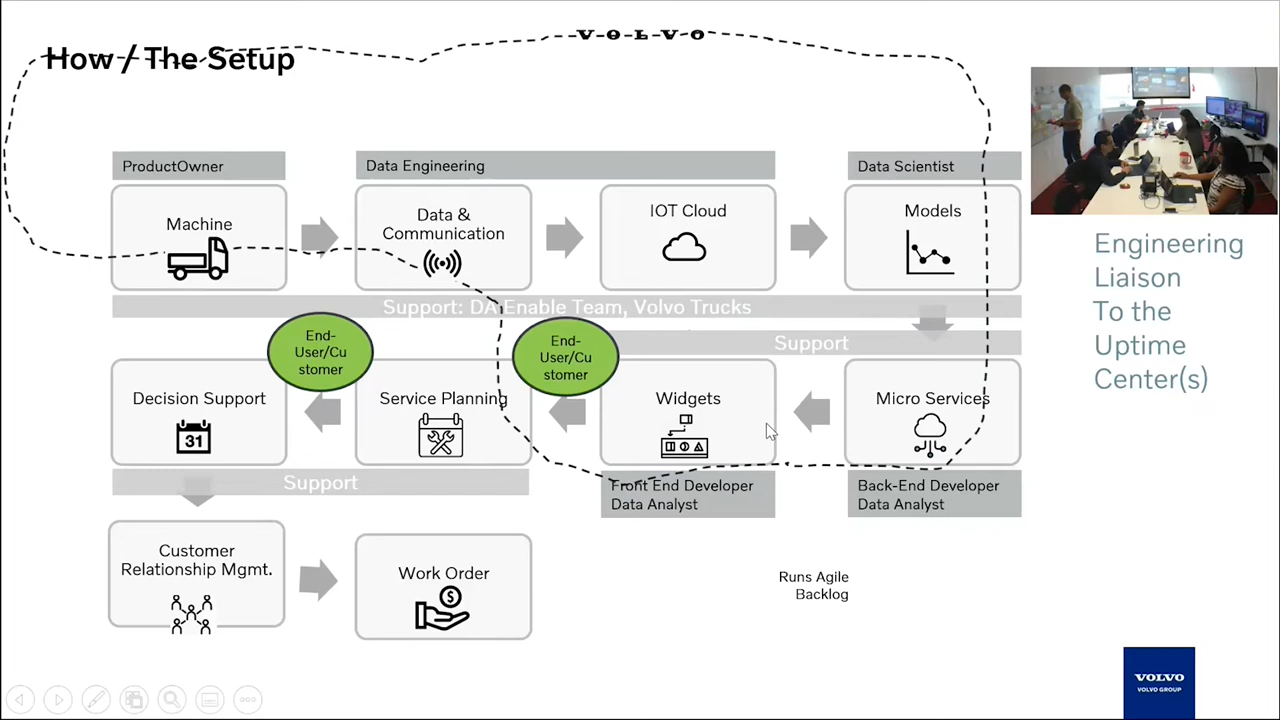 VOLVO
How / The Setup
ProductOwner
Data Engineering
Data Scientist
Machine
Data &
Communication
IOT Cloud
Models
Support: DA Enable Team, Volvo Trucks
Support
End-
User/Cu
stomer
End-
User/Cu
stomer
Decision Support
31
Service Planning
Widgets
Micro Services
Support
Front End Developer
Data Analyst
Back-End Developer
Data Analyst
Customer
Relationship Mgmt.
Work Order
$
Runs Agile
Backlog
Engineering
Liaison
To the
Uptime
Center(s)
VOLVO
VOLVO GROUP